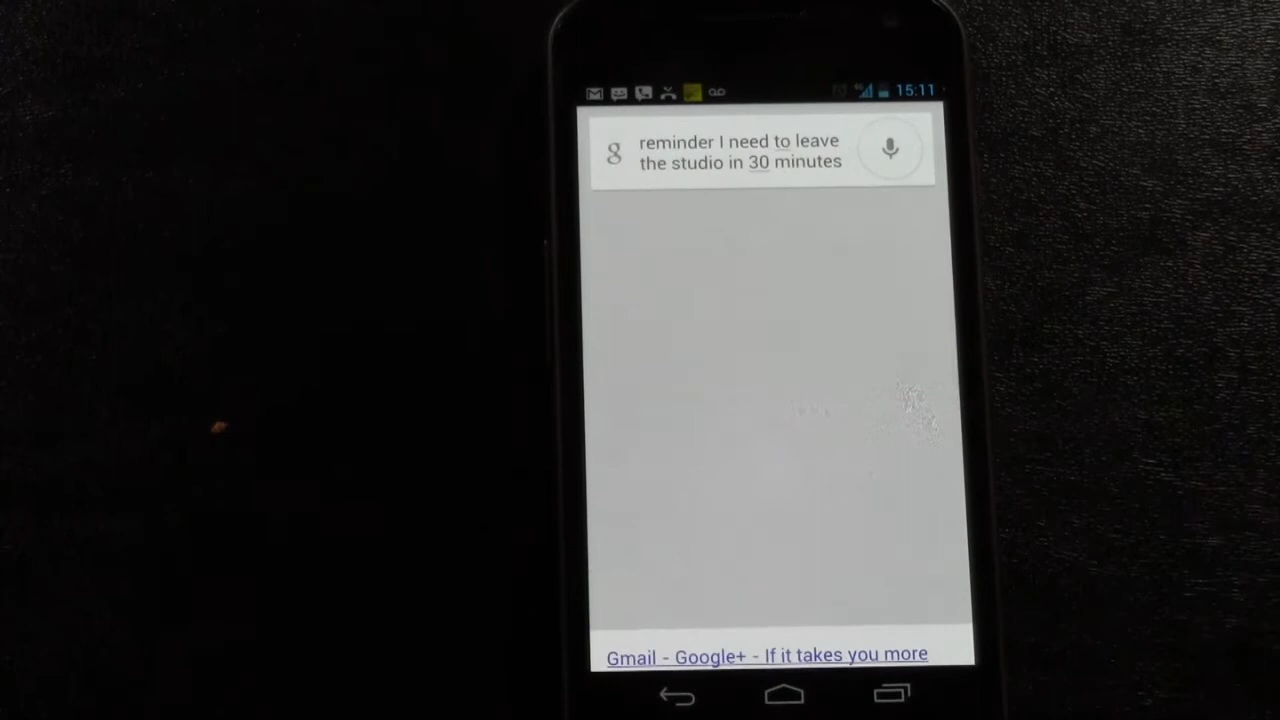 15:11
g reminder I need to leave
the studio in 30 minutes
Gmail - Google+ - If it takes you more